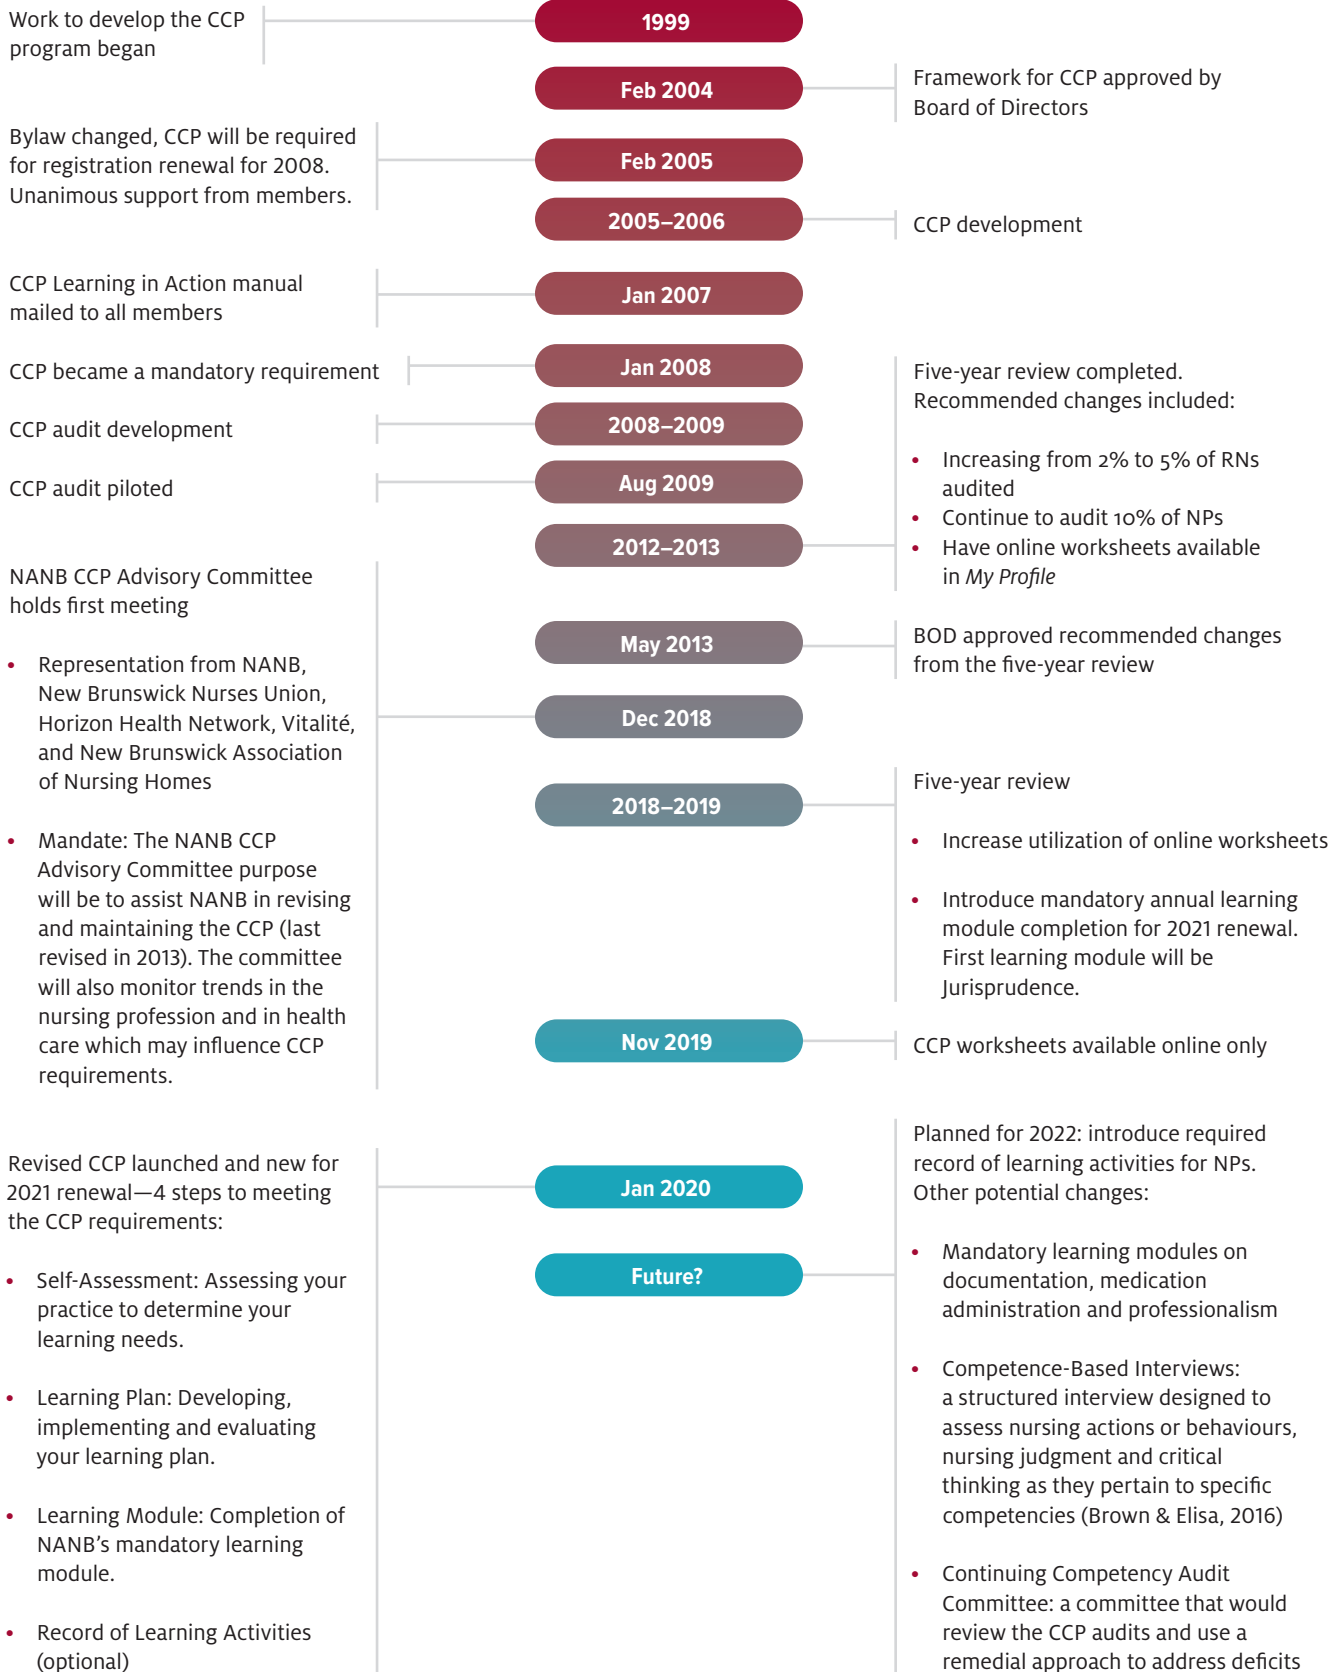 Work to develop the CCP
program began
1999
Feb 2004
Framework for CCP approved by
Board of Directors
Bylaw changed, CCP will be required
for registration renewal for 2008.
Unanimous support from members.
Feb 2005
2005–2006
CCP development
CCP Learning in Action manual
mailed to all members
Jan 2007
CCP became a mandatory requirement
Jan 2008
CCP audit development
2008–2009
CCP audit piloted
Aug 2009
2012–2013
Five-year review completed.
Recommended changes included:
• Increasing from 2% to 5% of RNs
audited
• Continue to audit 10% of NPs
• Have online worksheets available
in My Profile
May 2013
BOD approved recommended changes
from the five-year review
NANB CCP Advisory Committee
holds first meeting
• Representation from NANB,
New Brunswick Nurses Union,
Horizon Health Network, Vitalité,
and New Brunswick Association
of Nursing Homes
• Mandate: The NANB CCP
Advisory Committee purpose
will be to assist NANB in revising
and maintaining the CCP (last
revised in 2013). The committee
will also monitor trends in the
nursing profession and in health
care which may influence CCP
requirements.
Dec 2018
2018–2019
Five-year review
• Increase utilization of online worksheets
• Introduce mandatory annual learning
module completion for 2021 renewal.
First learning module will be
Jurisprudence.
Nov 2019
CCP worksheets available online only
Revised CCP launched and new for
2021 renewal—4 steps to meeting
the CCP requirements:
• Self-Assessment: Assessing your
practice to determine your
learning needs.
• Learning Plan: Developing,
implementing and evaluating
your learning plan.
• Learning Module: Completion of
NANB’s mandatory learning
module.
• Record of Learning Activities
(optional)
Jan 2020
Future?
Planned for 2022: introduce required
record of learning activities for NPs.
Other potential changes:
• Mandatory learning modules on
documentation, medication
administration and professionalism
• Competence-Based Interviews:
a structured interview designed to
assess nursing actions or behaviours,
nursing judgment and critical
thinking as they pertain to specific
competencies (Brown & Elisa, 2016)
• Continuing Competency Audit
Committee: a committee that would
review the CCP audits and use a
remedial approach to address deficits